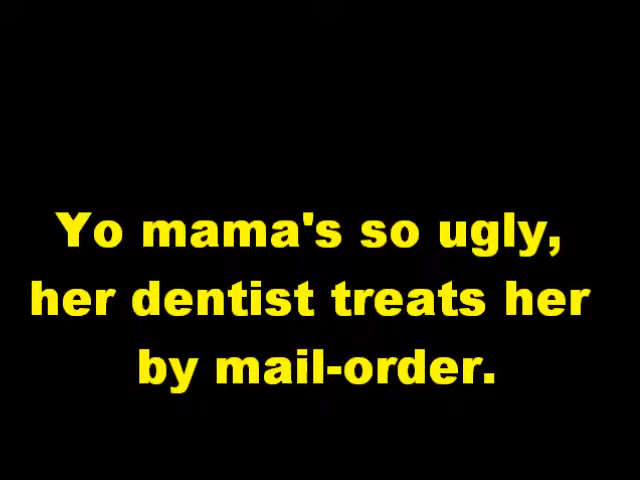 Yo mama's so ugly,
her dentist treats her
by mail-order.